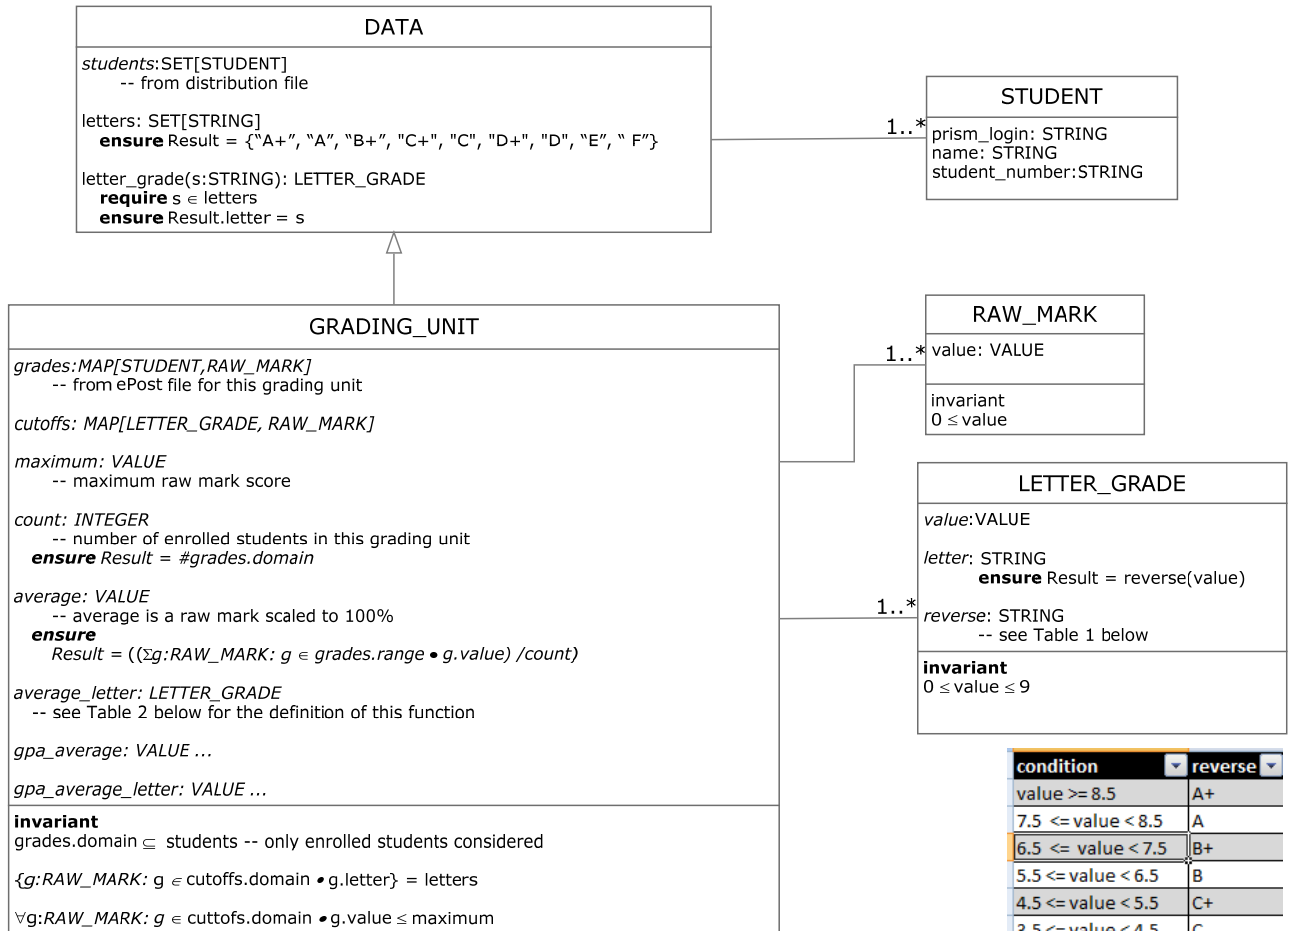 DATA
students:SET[STUDENT]
-- from distribution file
letters: SET[STRING]
ensure Result = {“A+”, “A”, “B+”, "C+", "C", "D+", "D", “E”, “ F”}
letter_grade(s:STRING): LETTER_GRADE
require s ∈ letters
ensure Result.letter = s
1..*
STUDENT
prism_login: STRING
name: STRING
student_number:STRING
GRADING_UNIT
grades:MAP[STUDENT,RAW_MARK]
-- from ePost file for this grading unit
cutoffs: MAP[LETTER_GRADE, RAW_MARK]
maximum: VALUE
-- maximum raw mark score
count: INTEGER
-- number of enrolled students in this grading unit
ensure Result = #grades.domain
average: VALUE
-- average is a raw mark scaled to 100%
ensure
Result = ((Σg:RAW_MARK: g ∈ grades.range • g.value) /count)
average_letter: LETTER_GRADE
-- see Table 2 below for the definition of this function
gpa_average: VALUE ...
gpa_average_letter: VALUE ...
invariant
grades.domain ⊆ students -- only enrolled students considered
{g:RAW_MARK: g ∈ cutoffs.domain • g.letter} = letters
∀g:RAW_MARK: g ∈ cuttofs.domain • g.value ≤ maximum
1..*
RAW_MARK
value: VALUE
invariant
0 ≤ value
1..*
LETTER_GRADE
value:VALUE
letter: STRING
ensure Result = reverse(value)
reverse: STRING
-- see Table 1 below
invariant
0 ≤ value ≤ 9
condition reverse
value >= 8.5 A+
7.5 <= value < 8.5 A
6.5 <= value < 7.5 B+
5.5 <= value < 6.5 B
4.5 <= value < 5.5 C+
3.5 <= value < 4.5 C